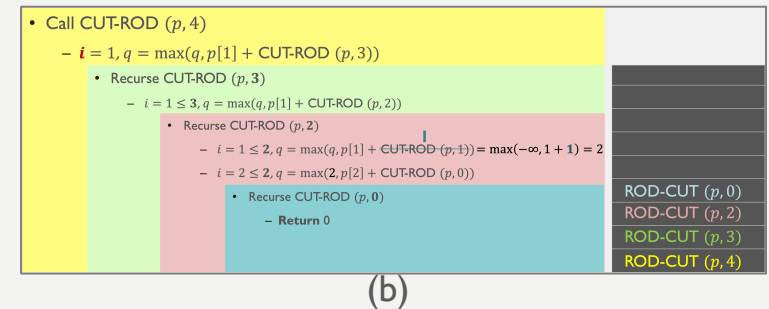 • Call CUT-ROD (p, 4)
– i = 1, q = max(q, p[1] + CUT-ROD (p, 3))
• Recurse CUT-ROD (p, 3)
– i = 1 ≤ 3, q = max(q, p[1] + CUT-ROD (p, 2))
• Recurse CUT-ROD (p, 2)
1
– i = 1 ≤ 2, q = max(q, p[1] + CUT-ROD (p, 1)) = max(−∞, 1 + 1) = 2
– i = 2 ≤ 2, q = max(2, p[2] + CUT-ROD (p, 0))
• Recurse CUT-ROD (p, 0)
– Return 0
ROD-CUT (p, 0)
ROD-CUT (p, 2)
ROD-CUT (p, 3)
ROD-CUT (p, 4)
(b)